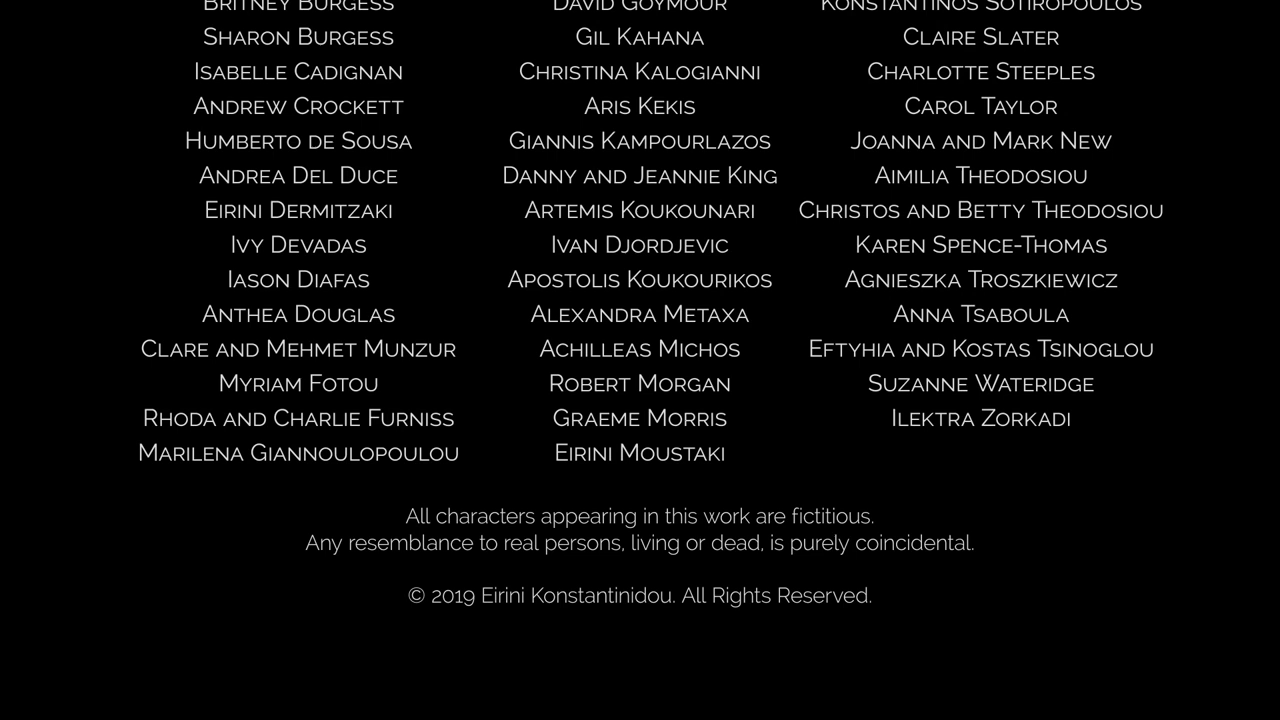 Britney Burgess David Goymour Konstantinos Sotiropoulos
Sharon Burgess Gil Kahana Claire Slater
Isabelle Cadignan Christina Kalogianni Charlotte Steeples
Andrew Crockett Aris Kekis Carol Taylor
Humberto de Sousa Giannis Kampourlazos Joanna and Mark New
Andrea Del Duce Danny and Jeannie King Aimilia Theodosiou
Eirini Dermitzaki Artemis Koukounari Christos and Betty Theodosiou
Ivy Devadas Ivan Djordjevic Karen Spence-Thomas
Iason Diafas Apostolis Koukourikos Agnieszka Troszkiewicz
Anthea Douglas Alexandra Metaxa Anna Tsaboula
Clare and Mehmet Munzur Achilleas Michos Eftyhia and Kostas Tsinoglou
Myriam Fotou Robert Morgan Suzanne Wateridge
Rhoda and Charlie Furniss Graeme Morris Ilektra Zorkadi
Marilena Giannoulopoulou Eirini Moustaki
All characters appearing in this work are fictitious.
Any resemblance to real persons, living or dead, is purely coincidental.
© 2019 Eirini Konstantinidou. All Rights Reserved.